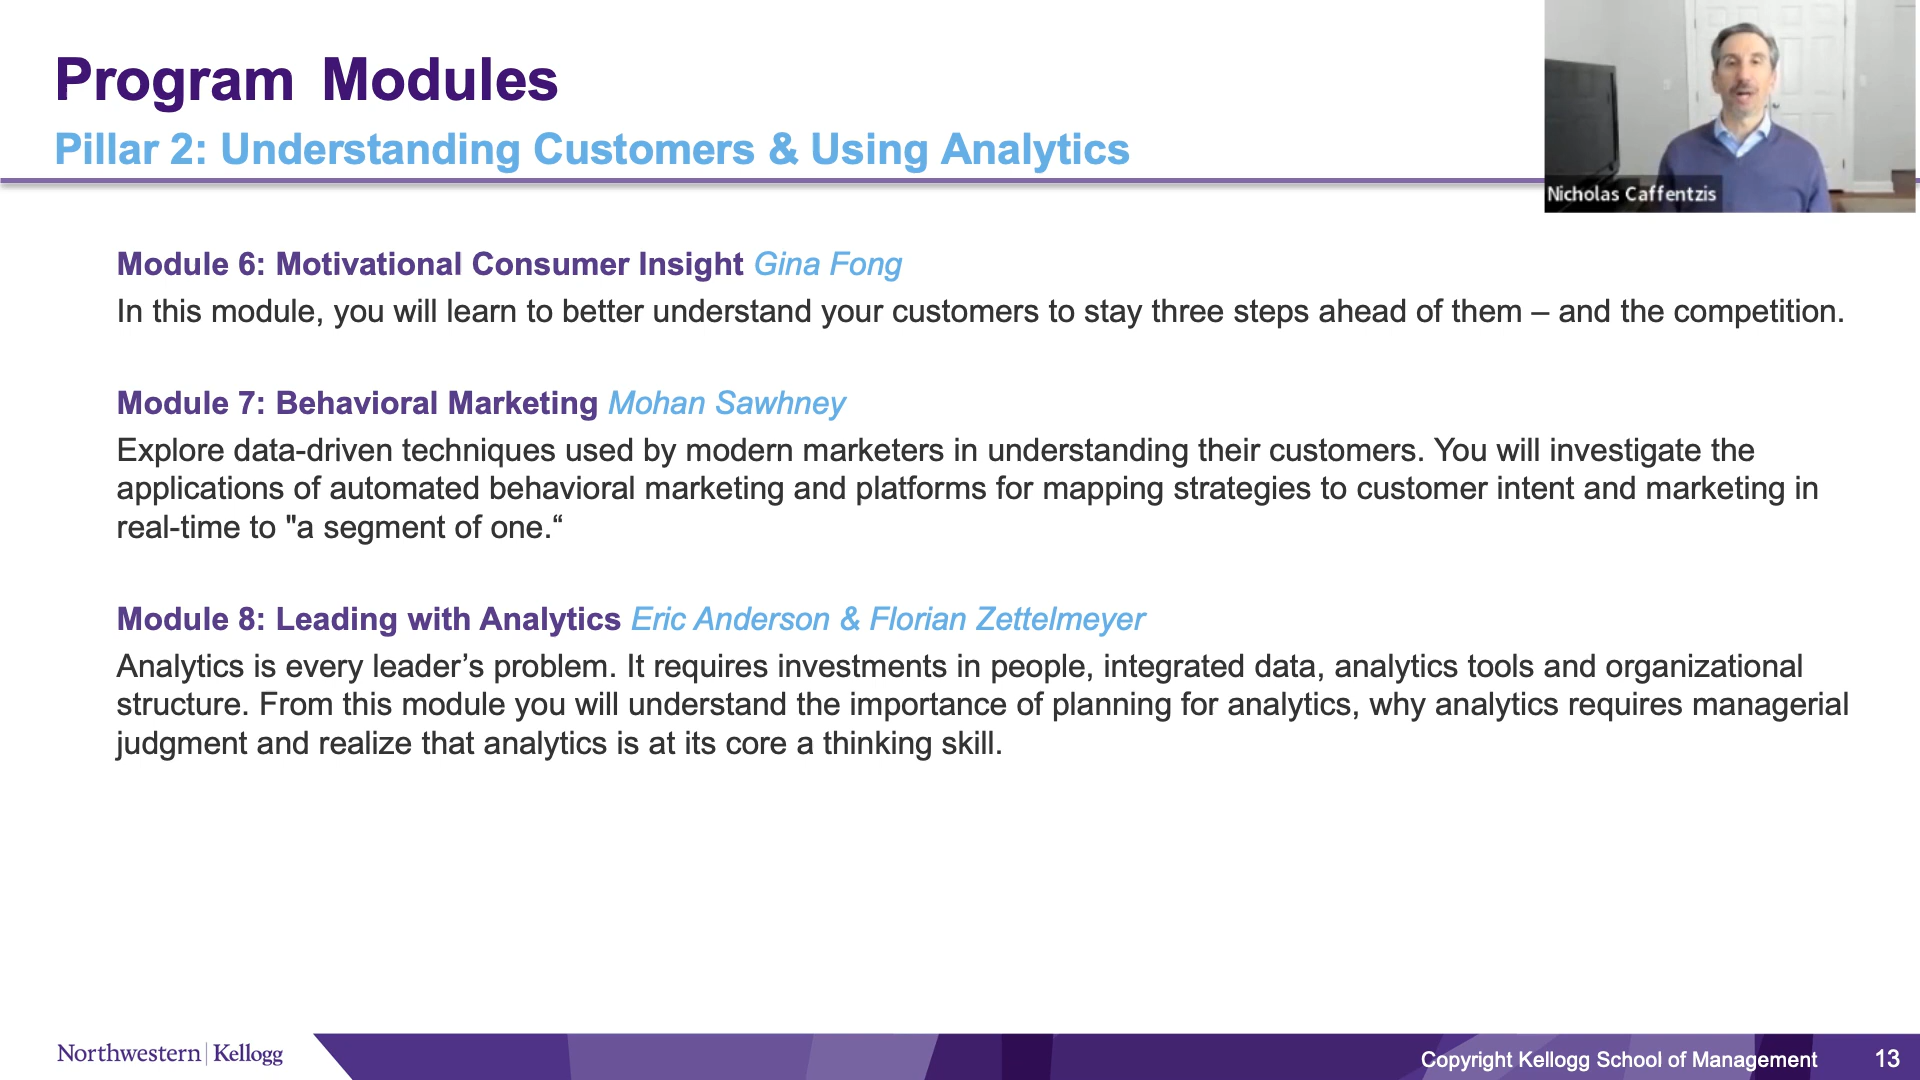 Program Modules
Pillar 2: Understanding Customers & Using Analytics
Nicholas Caffentzis
Module 6: Motivational Consumer Insight Gina Fong
In this module, you will learn to better understand your customers to stay three steps ahead of them – and the competition.
Module 7: Behavioral Marketing Mohan Sawhney
Explore data-driven techniques used by modern marketers in understanding their customers. You will investigate the
applications of automated behavioral marketing and platforms for mapping strategies to customer intent and marketing in
real-time to "a segment of one.“
Module 8: Leading with Analytics Eric Anderson & Florian Zettelmeyer
Analytics is every leader’s problem. It requires investments in people, integrated data, analytics tools and organizational
structure. From this module you will understand the importance of planning for analytics, why analytics requires managerial
judgment and realize that analytics is at its core a thinking skill.
Northwestern | Kellogg
Copyright Kellogg School of Management 13